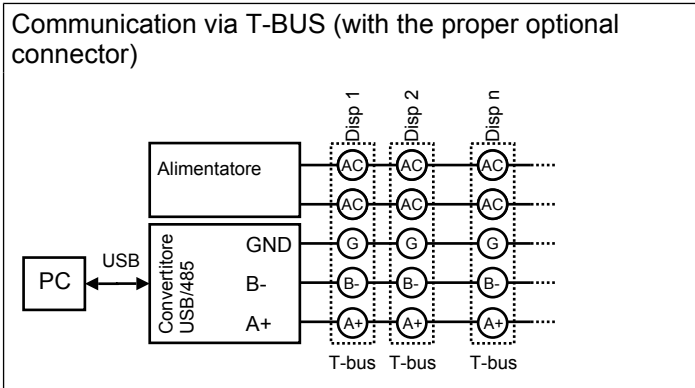 Communication via T-BUS (with the proper optional
connector)
Disp 1
Disp 2
Disp n
Alimentatore
AC AC AC
AC AC AC
GND G G G
USB
PC
Convertitore
USB/485
B- B- B- B-
A+ A+ A+ A+
T-bus T-bus T-bus